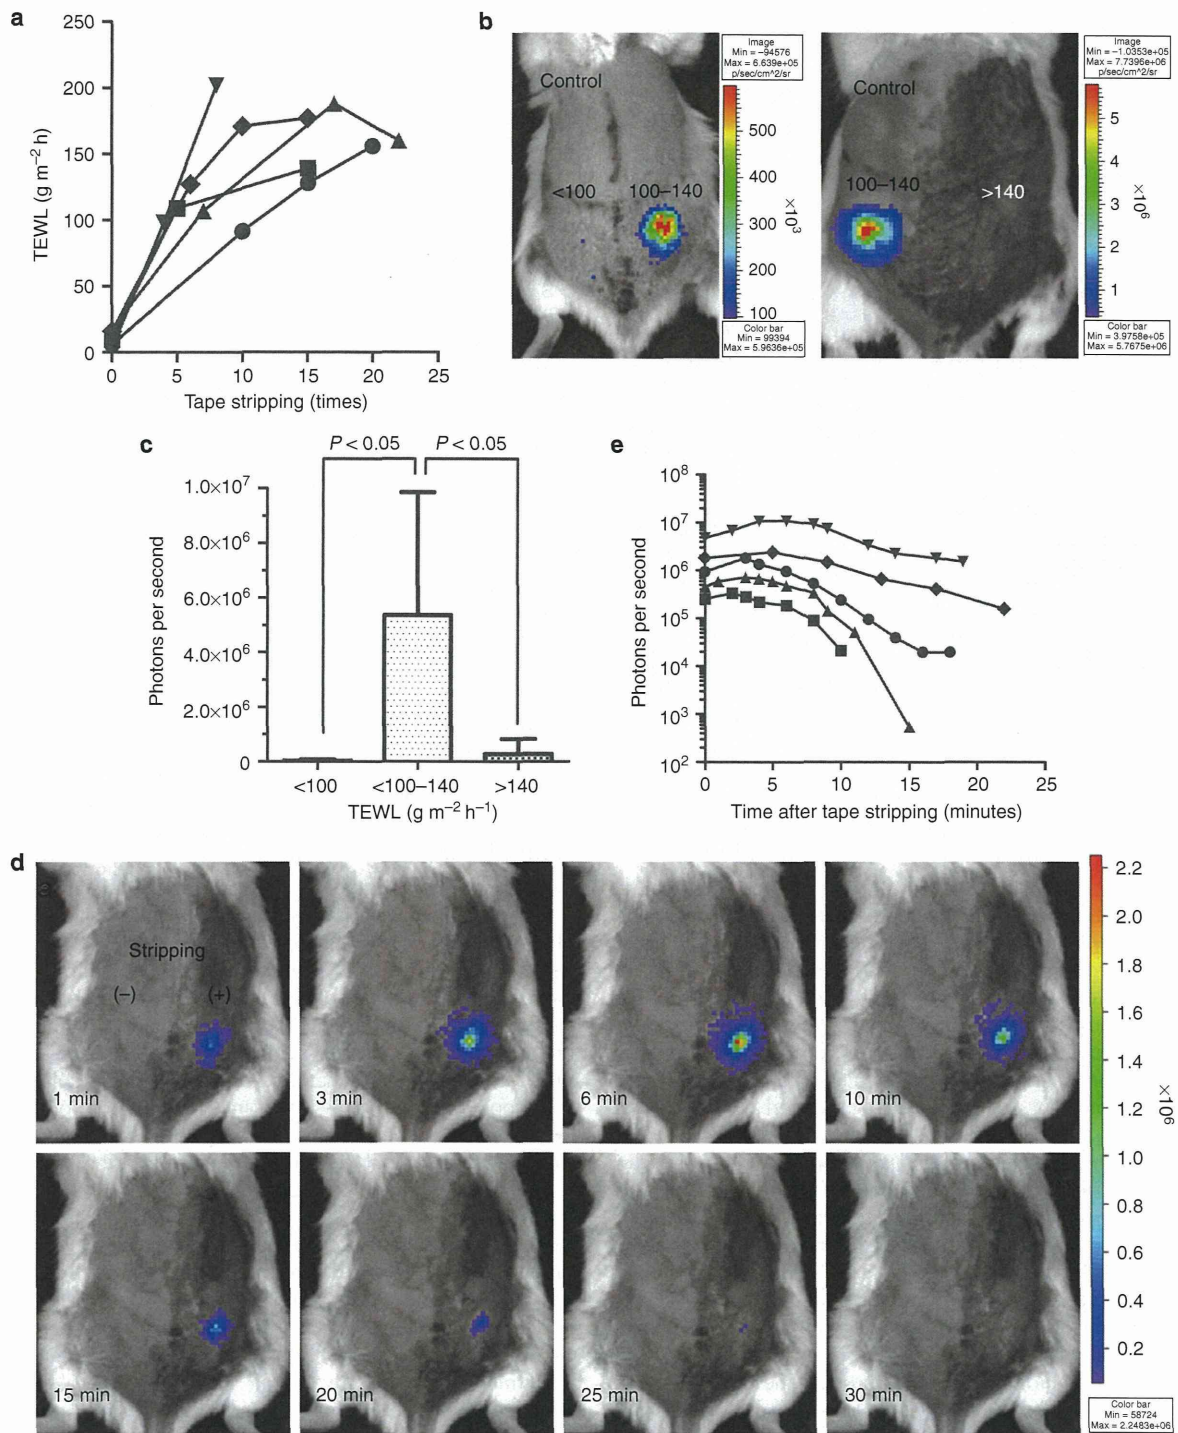 a
250
200
150
100
50
0
TEWL (g m⁻² h)
0 5 10 15 20 25
Tape stripping (times)
b
Control
<100
100–140
Image
Min = –94576
Max = 6.639e+05
p/sec/cm^2/sr
500
400
300
200
100
×10³
Color bar
Min = 99394
Max = 5.9636e+05
Control
100–140
>140
Image
Min = –1.0353e+05
Max = 7.7396e+06
p/sec/cm^2/sr
5
4
3
2
1
×10⁶
Color bar
Min = 3.9758e+05
Max = 5.7675e+06
c
P < 0.05 P < 0.05
1.0×10⁷
8.0×10⁶
6.0×10⁶
4.0×10⁶
2.0×10⁶
0
Photons per second
<100 <100–140 >140
TEWL (g m⁻² h⁻¹)
e
10⁸
10⁷
10⁶
10⁵
10⁴
10³
10²
Photons per second
0 5 10 15 20 25
Time after tape stripping (minutes)
d
Stripping
(–) (+)
1 min
3 min
6 min
10 min
15 min
20 min
25 min
30 min
2.2
2.0
1.8
1.6
1.4
1.2
1.0
0.8
0.6
0.4
0.2
×10⁶
Color bar
Min = 58724
Max = 2.2483e+06